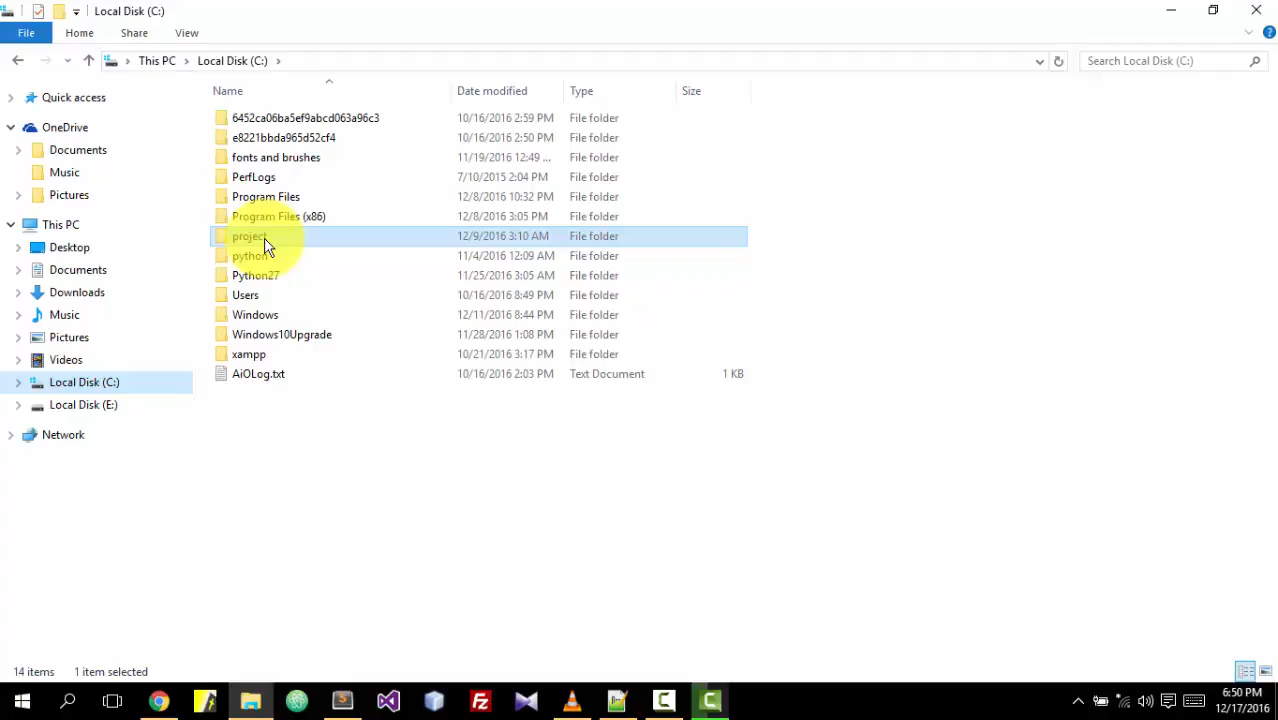 Local Disk (C:)
File Home Share View
This PC Local Disk (C:) Search Local Disk (C:)
Name Date modified Type Size
Quick access
OneDrive
Documents
Music
Pictures
This PC
Desktop
Documents
Downloads
Music
Pictures
Videos
Local Disk (C:)
Local Disk (E:)
Network
6452ca06ba5ef9abcd063a96c3 10/16/2016 2:59 PM File folder
e8221bbda965d52cf4 10/16/2016 2:50 PM File folder
fonts and brushes 11/19/2016 12:49 ... File folder
PerfLogs 7/10/2015 2:04 PM File folder
Program Files 12/8/2016 10:32 PM File folder
Program Files (x86) 12/8/2016 3:05 PM File folder
project 12/9/2016 3:10 AM File folder
python 11/4/2016 12:09 AM File folder
Python27 11/25/2016 3:05 AM File folder
Users 10/16/2016 8:49 PM File folder
Windows 12/11/2016 8:44 PM File folder
Windows10Upgrade 11/28/2016 1:08 PM File folder
xampp 10/21/2016 3:17 PM File folder
AiOLog.txt 10/16/2016 2:03 PM Text Document 1 KB
14 items 1 item selected
6:50 PM
12/17/2016